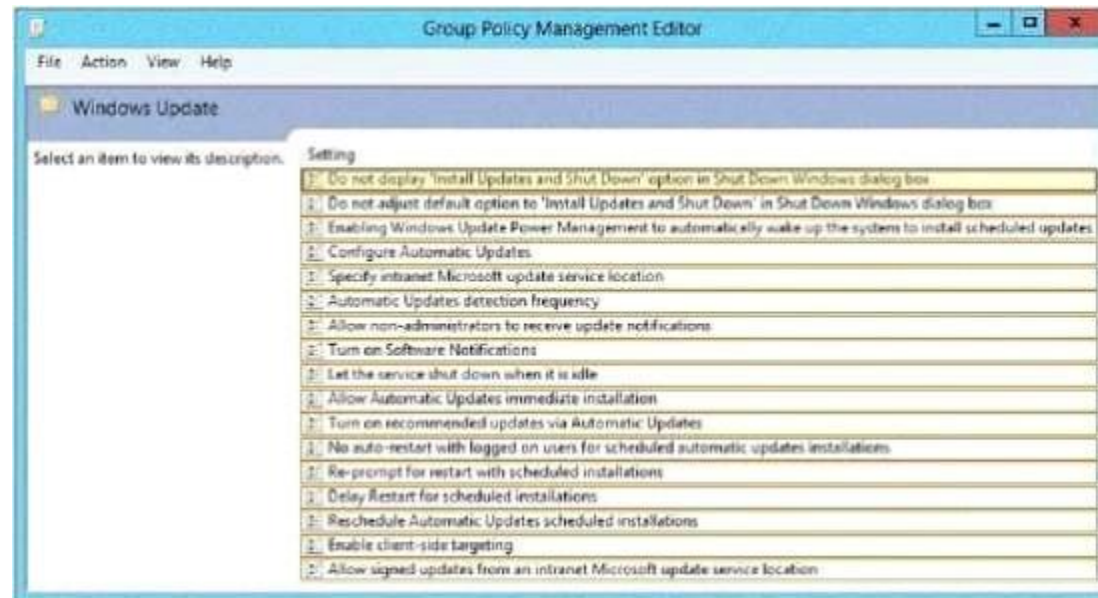 Group Policy Management Editor
File Action View Help
Windows Update
Select an item to view its description.
Setting
Do not display 'Install Updates and Shut Down' option in Shut Down Windows dialog box
Do not adjust default option to 'Install Updates and Shut Down' in Shut Down Windows dialog box
Enabling Windows Update Power Management to automatically wake up the system to install scheduled updates
Configure Automatic Updates
Specify intranet Microsoft update service location
Automatic Updates detection frequency
Allow non-administrators to receive update notifications
Turn on Software Notifications
Let the service shut down when it is idle
Allow Automatic Updates immediate installation
Turn on recommended updates via Automatic Updates
No auto-restart with logged on users for scheduled automatic updates installations
Re-prompt for restart with scheduled installations
Delay Restart for scheduled installations
Reschedule Automatic Updates scheduled installations
Enable client-side targeting
Allow signed updates from an intranet Microsoft update service location